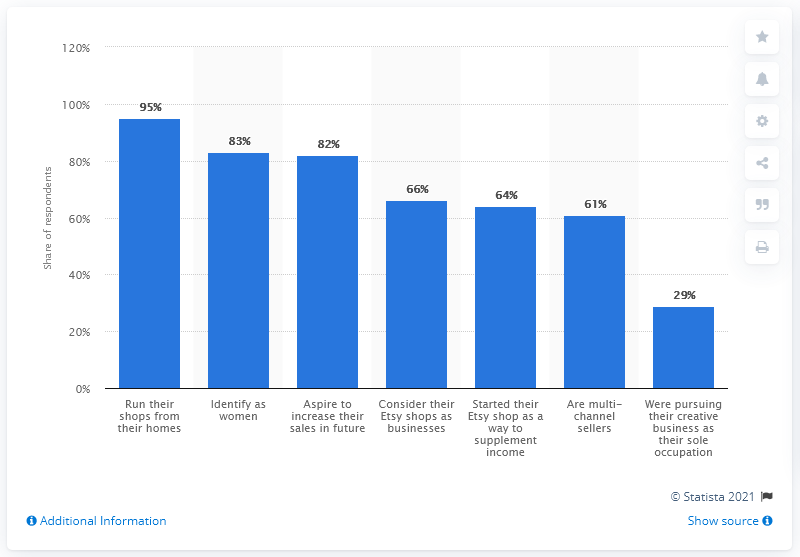 120%
100%
80%
60%
40%
20%
0%
Share of respondents
95%
83%
82%
66%
64%
61%
29%
Run their
shops from
their homes
Identify as
women
Aspire to
increase their
sales in future
Consider their
Etsy shops as
businesses
Started their
Etsy shop as a
way to
supplement
income
Are multi-
channel
sellers
Were pursuing
their creative
business as
their sole
occupation
© Statista 2021
Additional Information
Show source